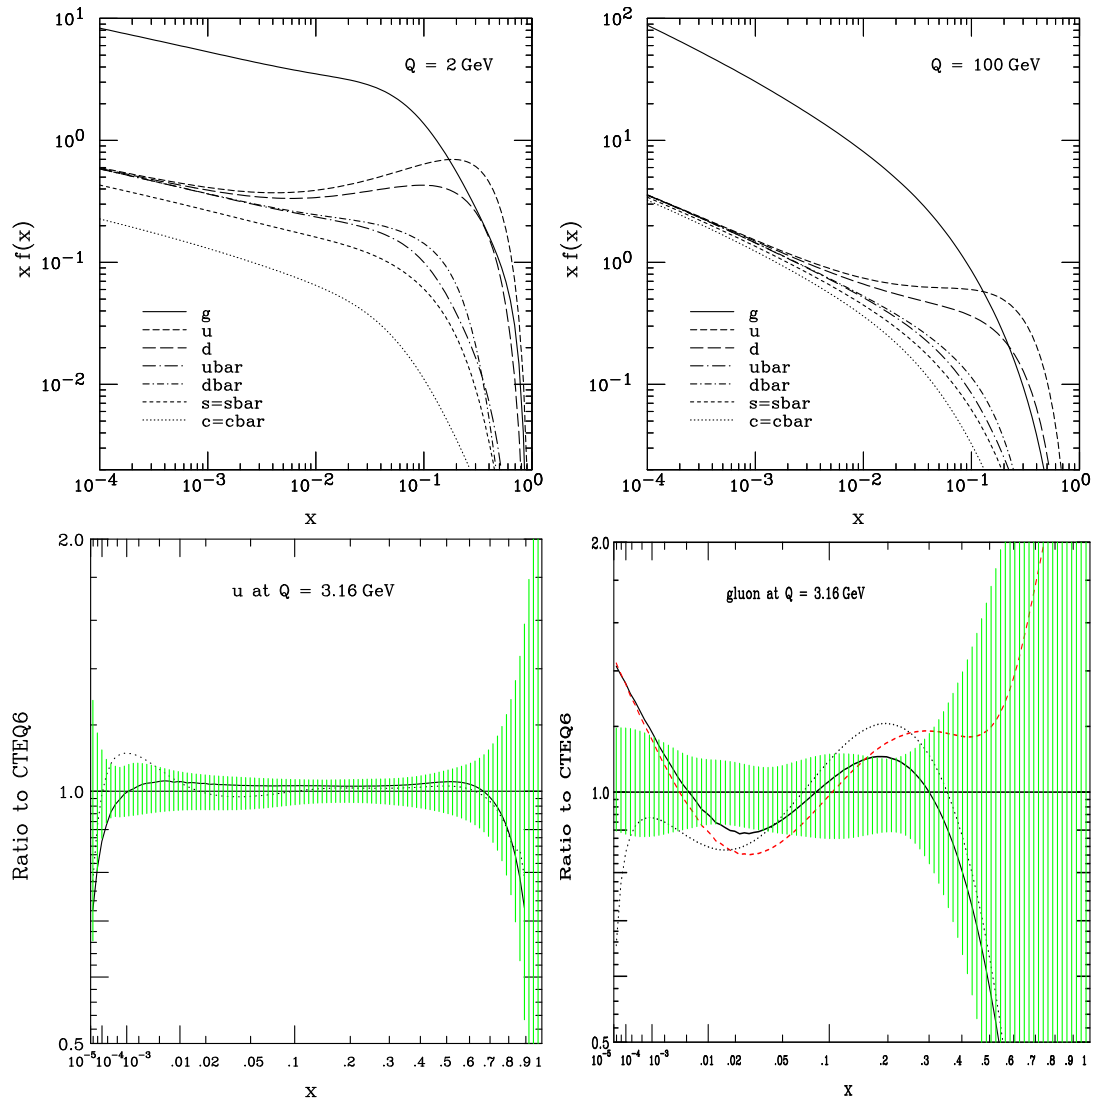 10^1
10^0
10^-1
10^-2
x f(x)
Q = 2 GeV
g
u
d
ubar
dbar
s=sbar
c=cbar
10^-4 10^-3 10^-2 10^-1 10^0
x
10^2
10^1
10^0
10^-1
x f(x)
Q = 100 GeV
g
u
d
ubar
dbar
s=sbar
c=cbar
10^-4 10^-3 10^-2 10^-1 10^0
x
2.0
1.0
0.5
Ratio to CTEQ6
u at Q = 3.16 GeV
10^-5 10^-4 10^-3 .01 .02 .05 .1 .2 .3 .4 .5 .6 .7 .8 .9 1
x
2.0
1.0
0.5
Ratio to CTEQ6
gluon at Q = 3.16 GeV
10^-5 10^-4 10^-3 .01 .02 .05 .1 .2 .3 .4 .5 .6 .7 .8 .9 1
x